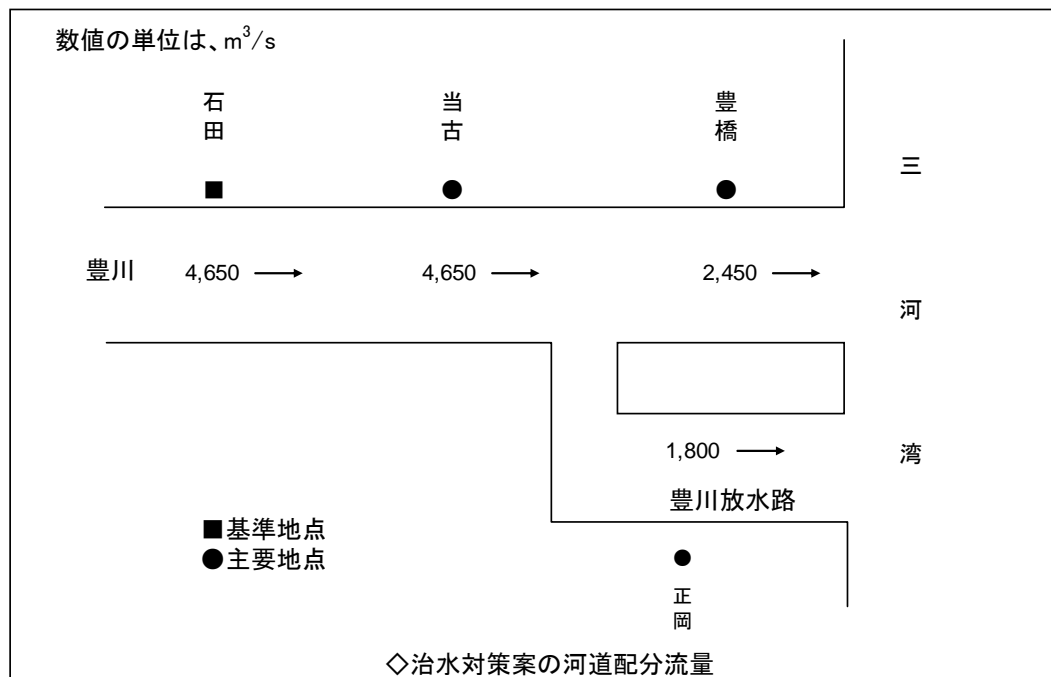 数値の単位は、m³/s
石田
当古
豊橋
三河湾
豊川
4,650
4,650
2,450
1,800
豊川放水路
■基準地点
●主要地点
正岡
◇治水対策案の河道配分流量